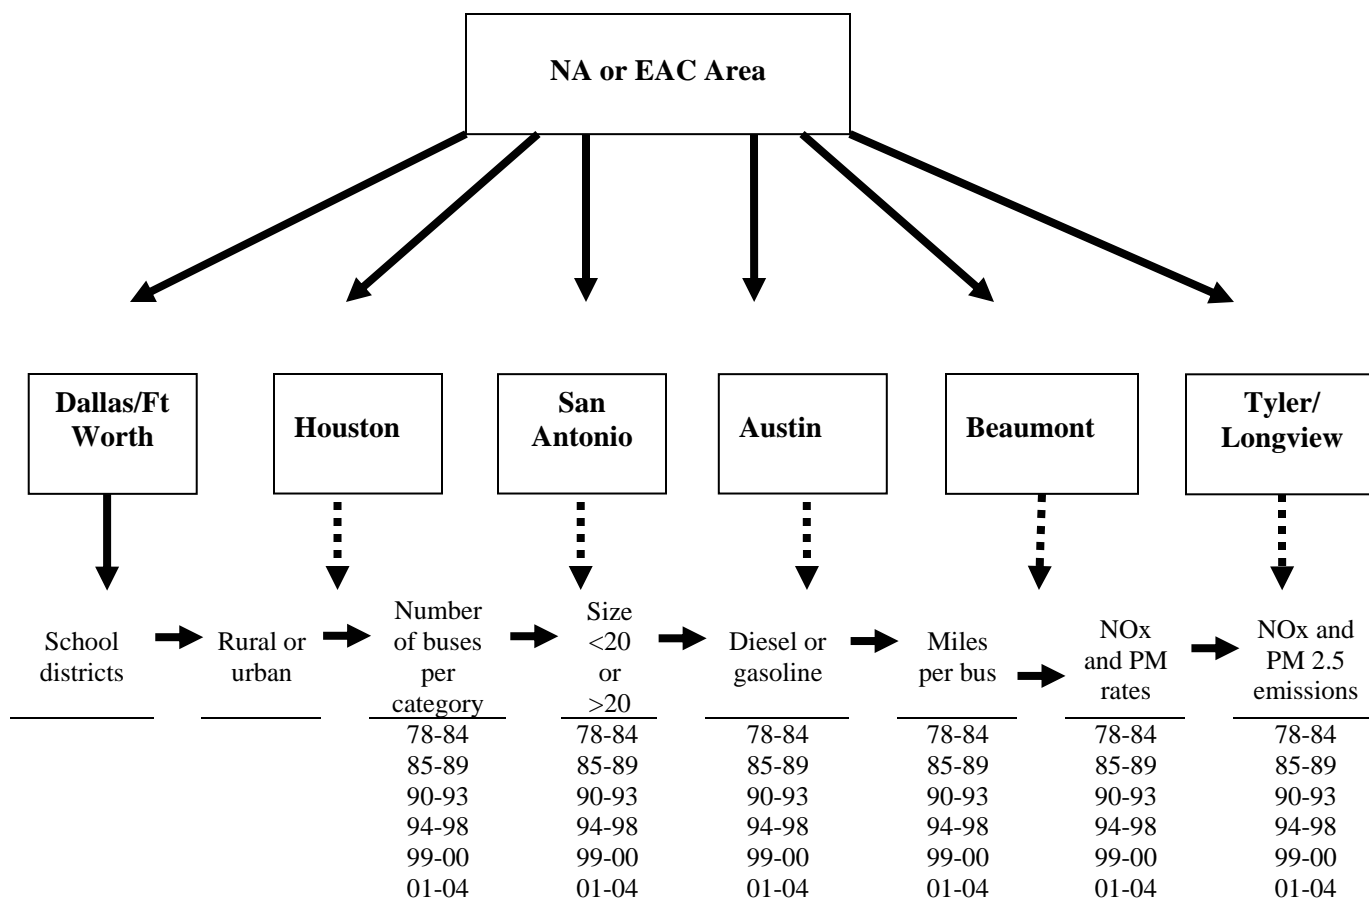 NA or EAC Area
Dallas/Ft
Worth
Houston
San
Antonio
Austin
Beaumont
Tyler/
Longview
School
districts
Rural or
urban
Number
of buses
per
category
Size
<20
or
>20
Diesel or
gasoline
Miles
per bus
NOx
and PM
rates
NOx and
PM 2.5
emissions
78-84 78-84 78-84 78-84 78-84 78-84
85-89 85-89 85-89 85-89 85-89 85-89
90-93 90-93 90-93 90-93 90-93 90-93
94-98 94-98 94-98 94-98 94-98 94-98
99-00 99-00 99-00 99-00 99-00 99-00
01-04 01-04 01-04 01-04 01-04 01-04